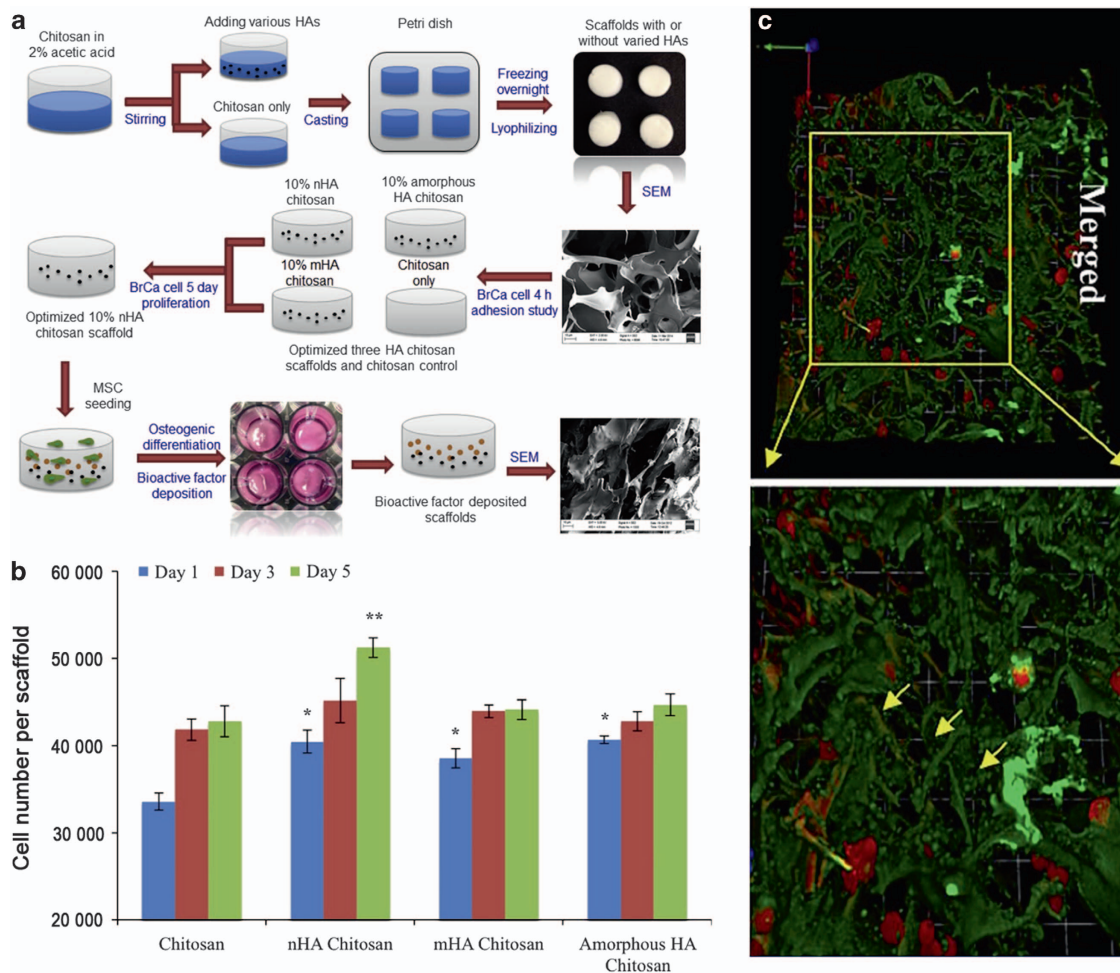 a
Chitosan in
2% acetic acid
Stirring
Adding various HAs
Chitosan only
Casting
Petri dish
Freezing
overnight
Lyophilizing
Scaffolds with or
without varied HAs
SEM
10% nHA
chitosan
10% amorphous
HA chitosan
10% mHA
chitosan
Chitosan
only
BrCa cell 4 h
adhesion study
BrCa cell 5 day
proliferation
Optimized 10% nHA
chitosan scaffold
Optimized three HA chitosan
scaffolds and chitosan control
MSC
seeding
Osteogenic
differentiation
Bioactive factor
deposition
Bioactive factor deposited
scaffolds
SEM
b
Cell number per scaffold
60 000
50 000
40 000
30 000
20 000
Day 1 Day 3 Day 5
*
**
*
*
Chitosan
nHA Chitosan
mHA Chitosan
Amorphous HA
Chitosan
c
Merged